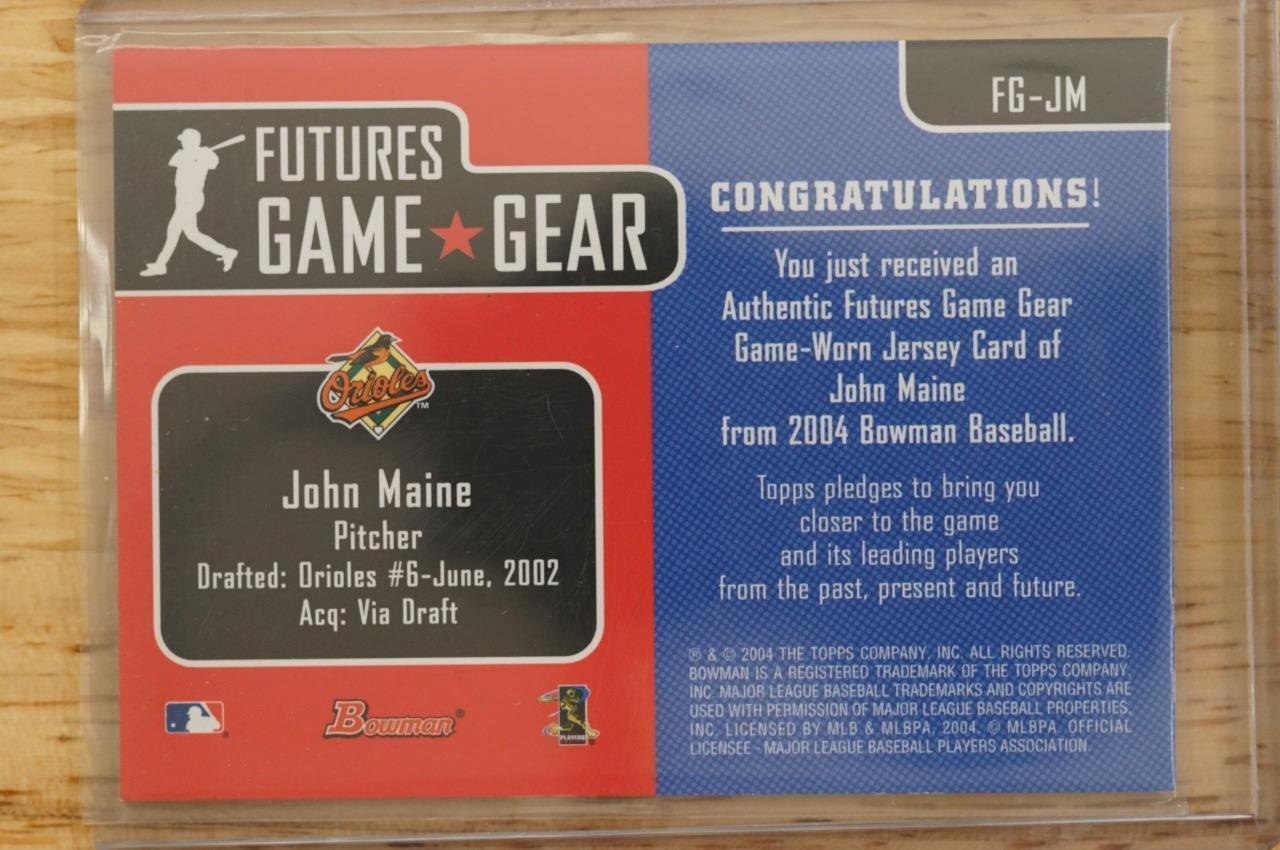 FUTURES
GAME★GEAR
Orioles™
John Maine
Pitcher
Drafted: Orioles #6-June, 2002
Acq: Via Draft
Bowman®
PLAYERS
FG-JM
CONGRATULATIONS!
You just received an
Authentic Futures Game Gear
Game-Worn Jersey Card of
John Maine
from 2004 Bowman Baseball.
Topps pledges to bring you
closer to the game
and its leading players
from the past, present and future.
® & © 2004 THE TOPPS COMPANY, INC. ALL RIGHTS RESERVED.
BOWMAN IS A REGISTERED TRADEMARK OF THE TOPPS COMPANY,
INC. MAJOR LEAGUE BASEBALL TRADEMARKS AND COPYRIGHTS ARE
USED WITH PERMISSION OF MAJOR LEAGUE BASEBALL PROPERTIES,
INC. LICENSED BY MLB & MLBPA, 2004. © MLBPA. OFFICIAL
LICENSEE - MAJOR LEAGUE BASEBALL PLAYERS ASSOCIATION.